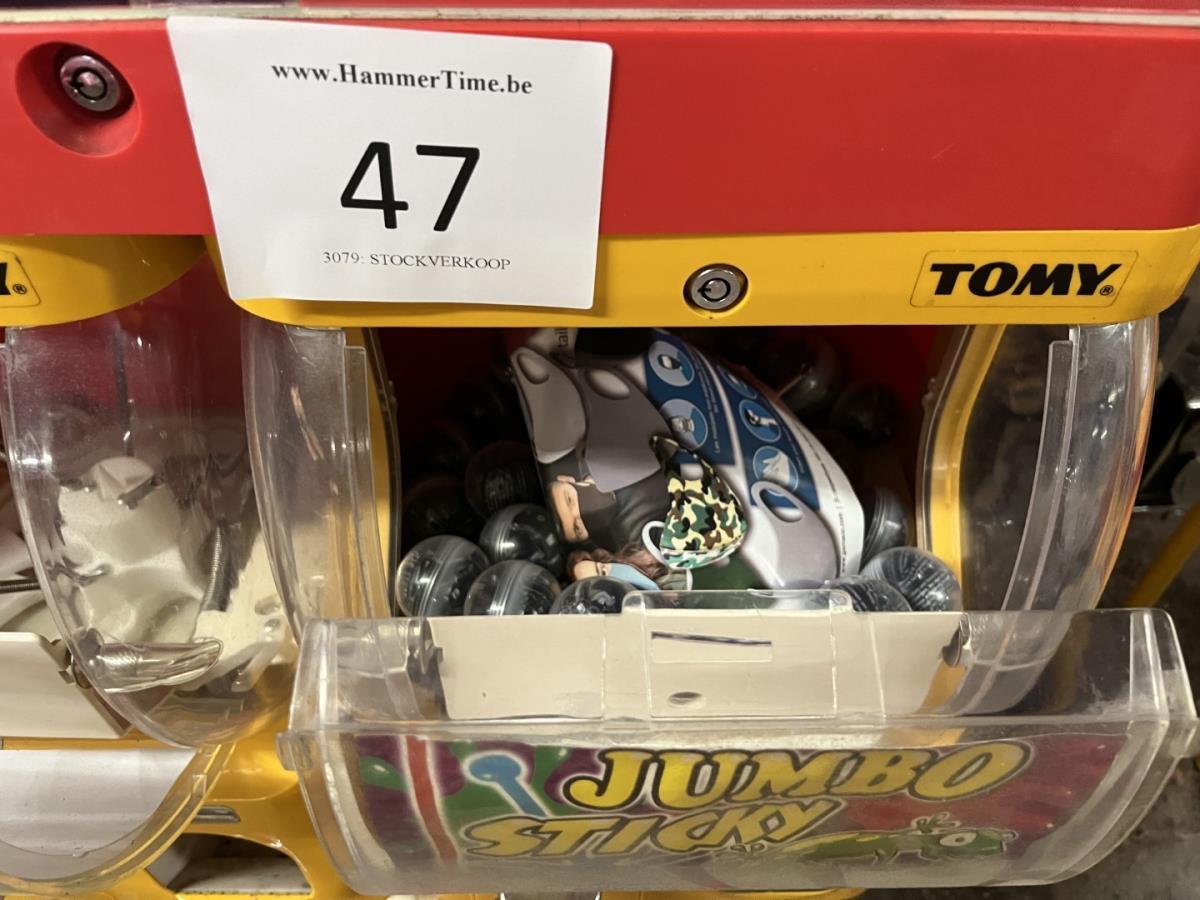 www.HammerTime.be
47
3079: STOCKVERKOOP
TOMY®
JUMBO
STICKY